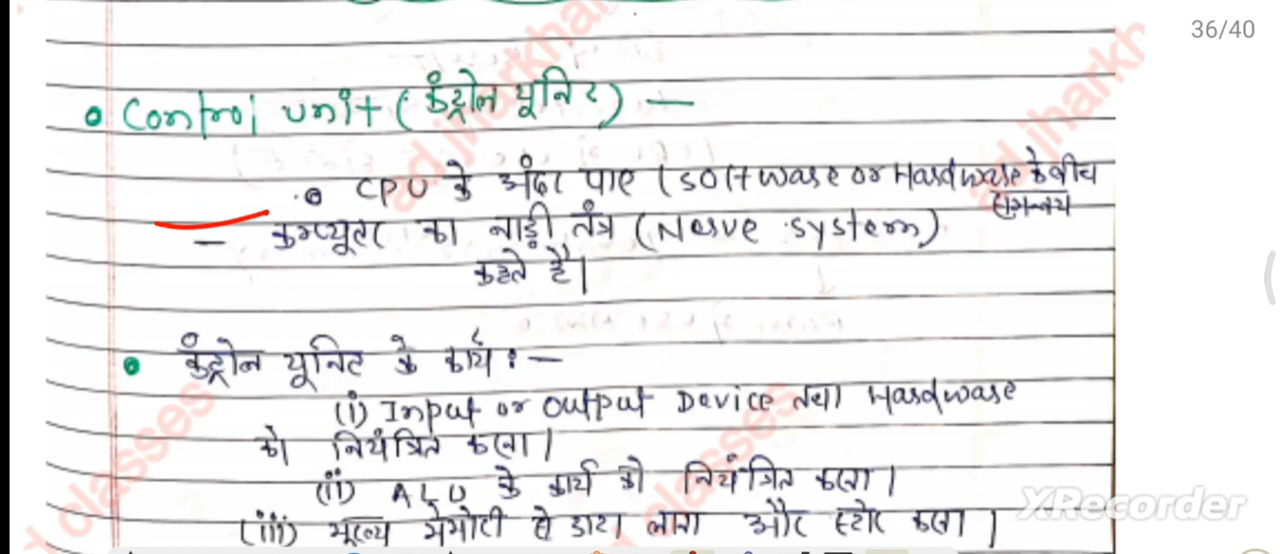 36/40
• Control unit (कंट्रोल यूनिट) —
• CPU के अंदर पाए (Software or Hardware के बीच
समन्वय
— कम्प्यूटर का नाड़ी तंत्र (Nerve system)
कहते है।
• कंट्रोल यूनिट के कार्य :—
(i) Input or output Device तथा Hardware
को नियंत्रित करना।
(ii) ALU के कार्य को नियंत्रित करना।
(iii) मेमोरी से डाटा लाना और स्टोर करना।
XRecorder